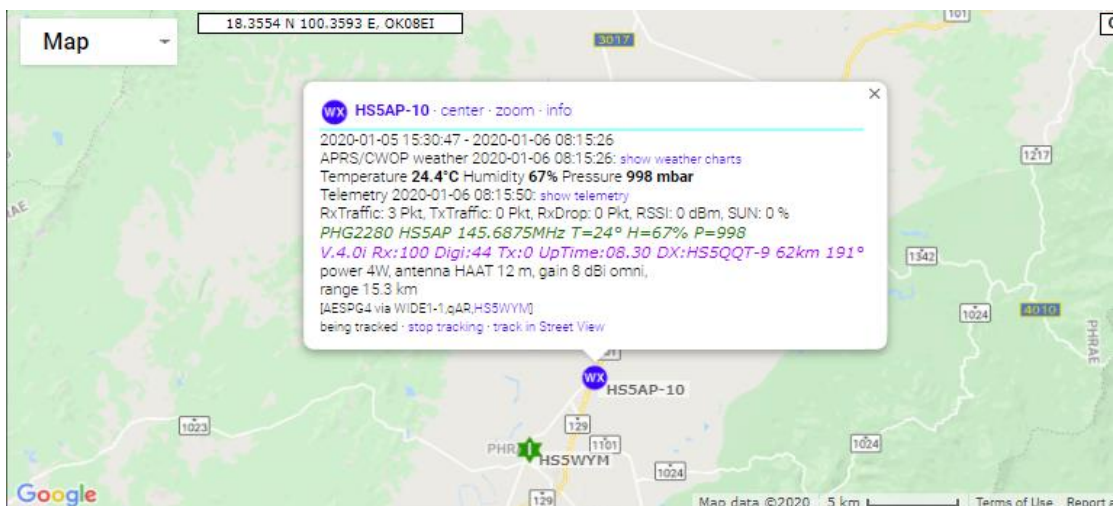 Map
18.3554 N 100.3593 E, OK08EI
101
3017
HS5AP-10 · center · zoom · info
2020-01-05 15:30:47 - 2020-01-06 08:15:26
APRS/CWOP weather 2020-01-06 08:15:26: show weather charts
Temperature 24.4°C Humidity 67% Pressure 998 mbar
Telemetry 2020-01-06 08:15:50: show telemetry
RxTraffic: 3 Pkt, TxTraffic: 0 Pkt, RxDrop: 0 Pkt, RSSI: 0 dBm, SUN: 0 %
PHG2280 HS5AP 145.6875MHz T=24° H=67% P=998
V.4.0i Rx:100 Digi:44 Tx:0 UpTime:08.30 DX:HS5QQT-9 62km 191°
power 4W, antenna HAAT 12 m, gain 8 dBi omni,
range 15.3 km
[AESPG4 via WIDE1-1,qAR,HS5WYM]
being tracked · stop tracking · track in Street View
WX
1217
1342
1024
4010
PHRAE
WX
HS5AP-10
1023
129
1101
1024
HS5WYM
1024
129
Google
Map data ©2020
5 km
Terms of Use